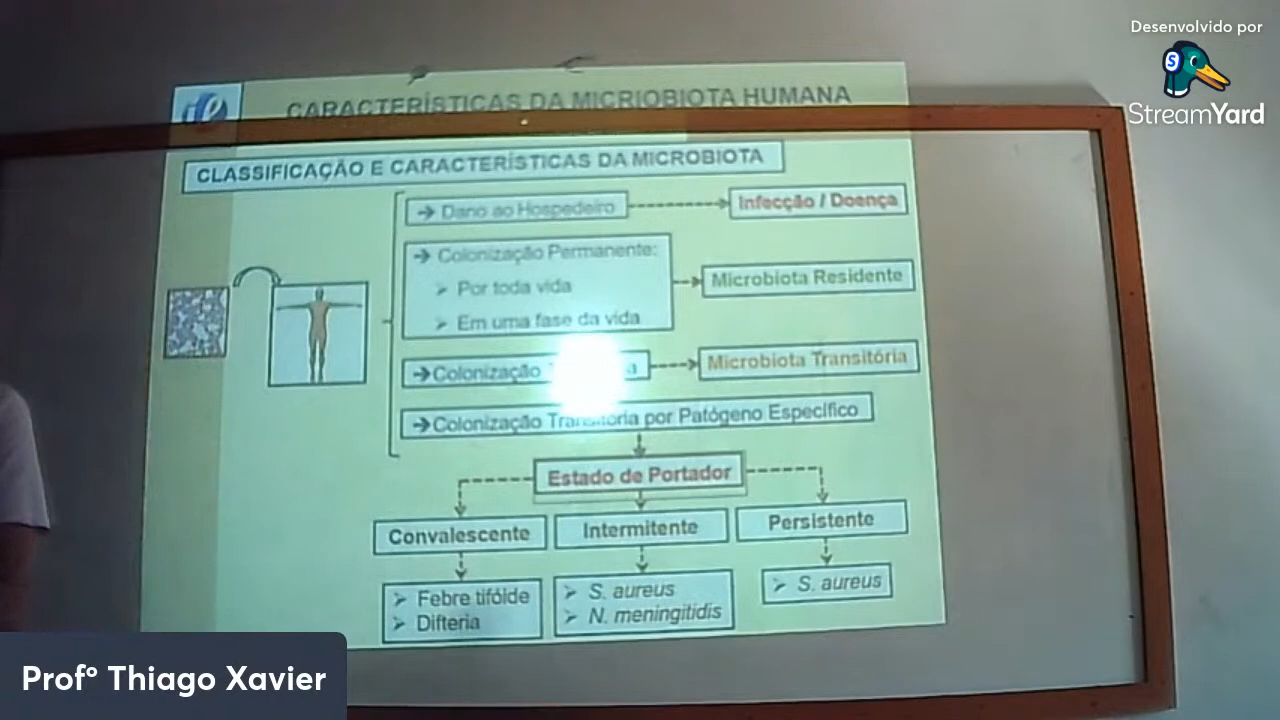 Desenvolvido por
StreamYard
CARACTERÍSTICAS DA MICRIOBIOTA HUMANA
CLASSIFICAÇÃO E CARACTERÍSTICAS DA MICROBIOTA
➔ Dano ao Hospedeiro
Infecção / Doença
➔ Colonização Permanente:
➢ Por toda vida
➢ Em uma fase da vida
Microbiota Residente
➔Colonização
Microbiota Transitória
➔Colonização Transitória por Patógeno Específico
Estado de Portador
Convalescente
Intermitente
Persistente
➢ Febre tifóide
➢ Difteria
➢ S. aureus
➢ N. meningitidis
➢ S. aureus
Profº Thiago Xavier